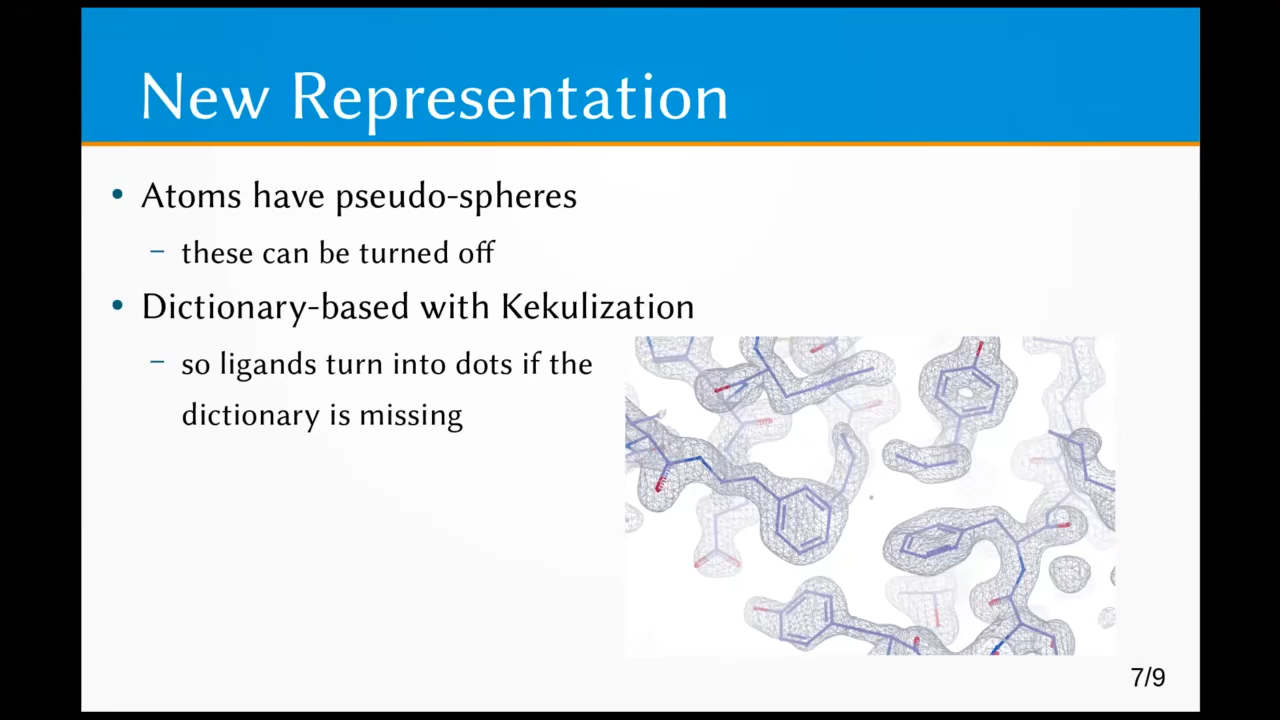 New Representation
• Atoms have pseudo-spheres
– these can be turned off
• Dictionary-based with Kekulization
– so ligands turn into dots if the
dictionary is missing
7/9